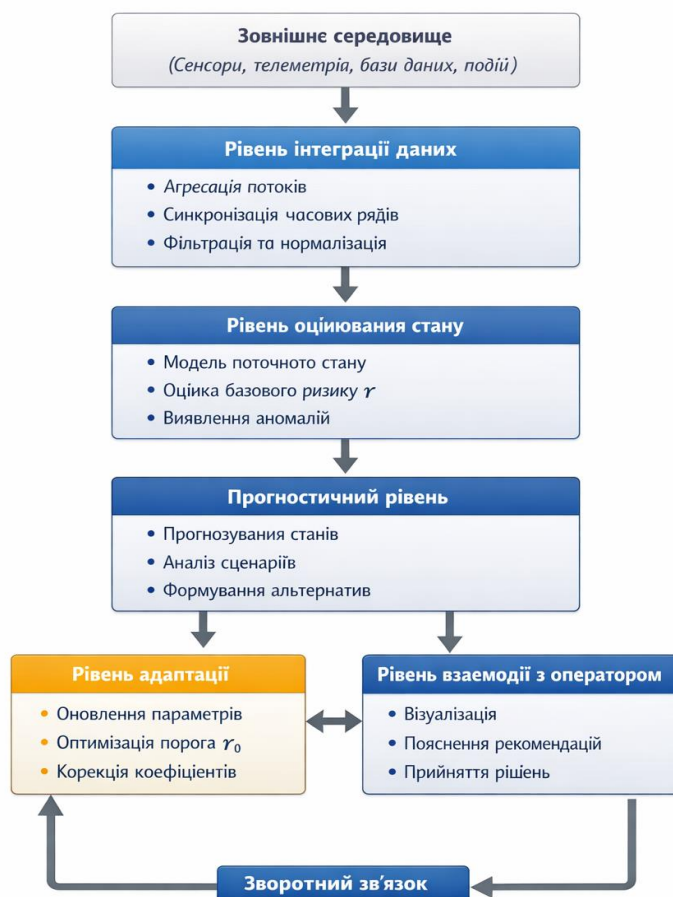 Зовнішнє середовище
(Сенсори, телеметрія, бази даних, подій)
Рівень інтеграції даних
• Агресація потоків
• Синхронізація часових рядів
• Фільтрація та нормалізація
Рівень оціиювання стану
• Модель поточного стану
• Оцінка базового ризику r
• Виявлення аномалій
Прогностичний рівень
• Прогнозування станів
• Аналіз сценаріїв
• Формування альтернатив
Рівень адаптації
• Оновлення параметрів
• Оптимізація порога r₀
• Корекція коефіцієнтів
Рівень взаємодії з оператором
• Візуалізація
• Пояснення рекомендацій
• Прийняття рішень
Зворотний зв'язок